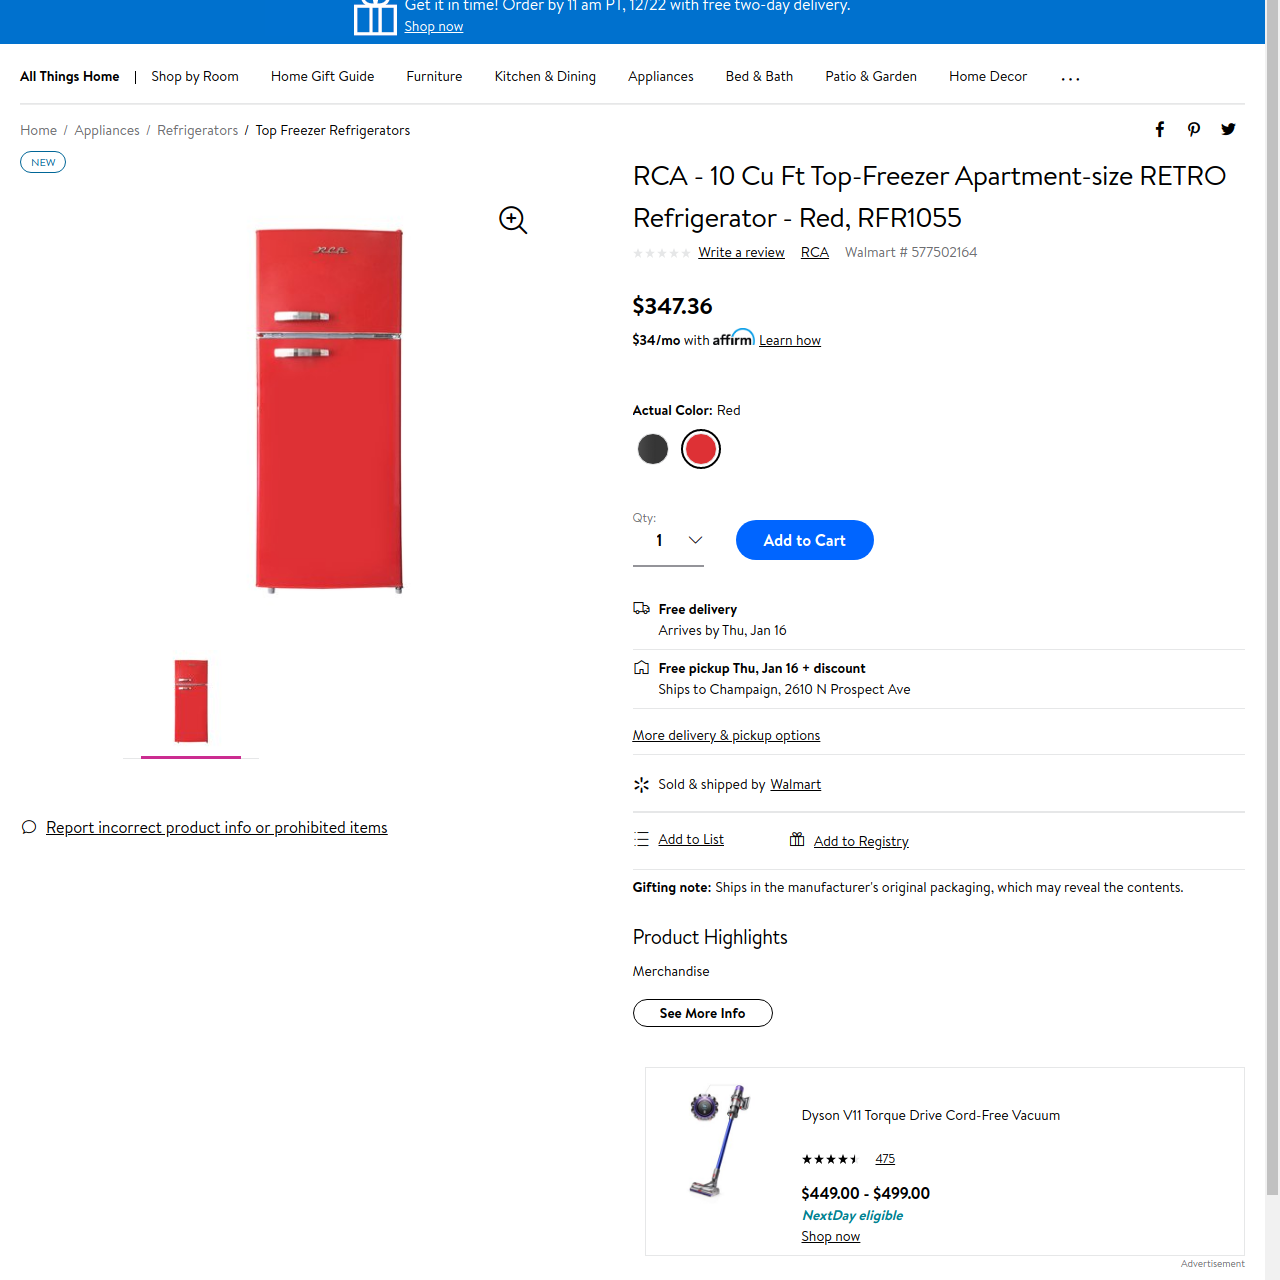 Get it in time! Order by 11 am PT, 12/22 with free two-day delivery.
Shop now
All Things Home | Shop by Room Home Gift Guide Furniture Kitchen & Dining Appliances Bed & Bath Patio & Garden Home Decor ...
Home / Appliances / Refrigerators / Top Freezer Refrigerators
NEW
RCA
RCA - 10 Cu Ft Top-Freezer Apartment-size RETRO
Refrigerator - Red, RFR1055
Write a review RCA Walmart # 577502164
$347.36
$34/mo with affirm Learn how
Actual Color: Red
Qty:
1
Add to Cart
Free delivery
Arrives by Thu, Jan 16
Free pickup Thu, Jan 16 + discount
Ships to Champaign, 2610 N Prospect Ave
More delivery & pickup options
Sold & shipped by Walmart
Report incorrect product info or prohibited items
Add to List Add to Registry
Gifting note: Ships in the manufacturer's original packaging, which may reveal the contents.
Product Highlights
Merchandise
See More Info
Dyson V11 Torque Drive Cord-Free Vacuum
475
$449.00 - $499.00
NextDay eligible
Shop now
Advertisement